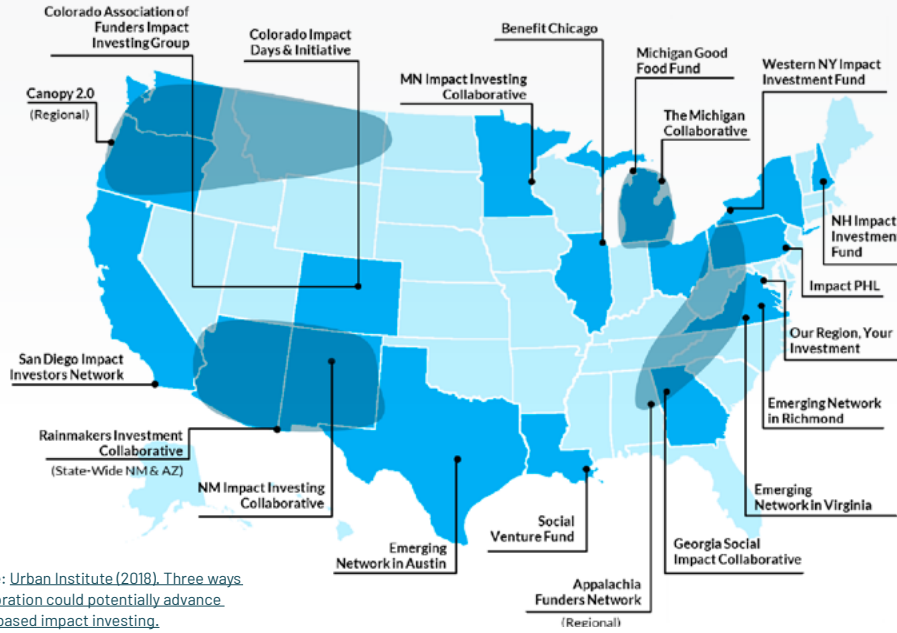 Colorado Association of
Funders Impact
Investing Group
Colorado Impact
Days & Initiative
Benefit Chicago
Michigan Good
Food Fund
Western NY Impact
Investment Fund
Canopy 2.0
(Regional)
MN Impact Investing
Collaborative
The Michigan
Collaborative
NH Impact
Investment
Fund
Impact PHL
Our Region, Your
Investment
San Diego Impact
Investors Network
Emerging Network
in Richmond
Rainmakers Investment
Collaborative
(State-Wide NM & AZ)
NM Impact Investing
Collaborative
Emerging
Network in Virginia
Social
Venture Fund
Emerging
Network in Austin
Georgia Social
Impact Collaborative
Appalachia
Funders Network
(Regional)
: Urban Institute (2018). Three ways
oration could potentially advance
based impact investing.